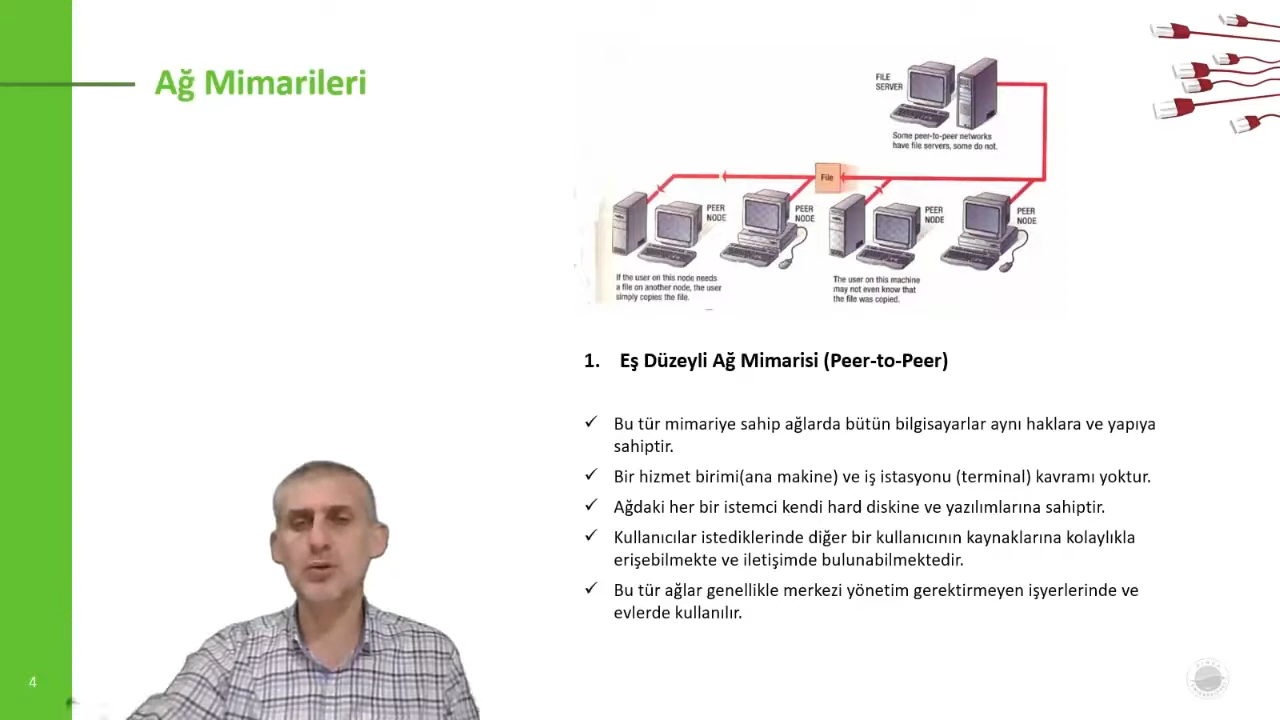 Ağ Mimarileri
FILE
SERVER
Some peer-to-peer networks
have file servers, some do not.
File
PEER
NODE
PEER
NODE
PEER
NODE
PEER
NODE
If the user on this node needs
a file on another node, the user
simply copies the file.
The user on this machine
may not even know that
the file was copied.
1. Eş Düzeyli Ağ Mimarisi (Peer-to-Peer)
✓ Bu tür mimariye sahip ağlarda bütün bilgisayarlar aynı haklara ve yapıya
sahiptir.
✓ Bir hizmet birimi(ana makine) ve iş istasyonu (terminal) kavramı yoktur.
✓ Ağdaki her bir istemci kendi hard diskine ve yazılımlarına sahiptir.
✓ Kullanıcılar istediklerinde diğer bir kullanıcının kaynaklarına kolaylıkla
erişebilmekte ve iletişimde bulunabilmektedir.
✓ Bu tür ağlar genellikle merkezi yönetim gerektirmeyen işyerlerinde ve
evlerde kullanılır.
4